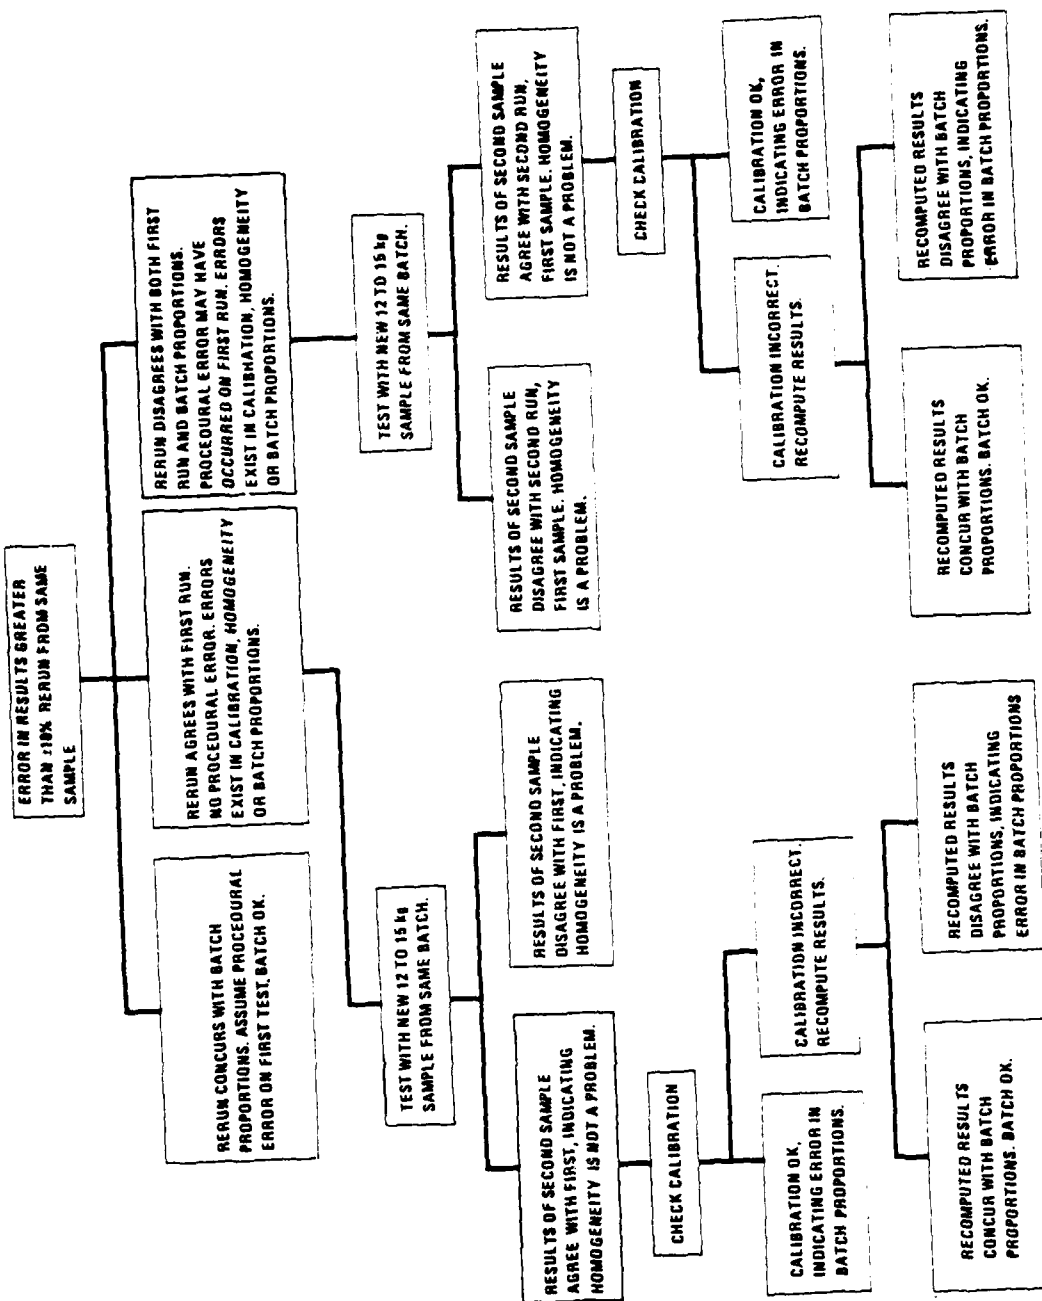 ERROR IN RESULTS GREATER
THAN ±10% RERUN FROM SAME
SAMPLE
RERUN CONCURS WITH BATCH
PROPORTIONS. ASSUME PROCEDURAL
ERROR ON FIRST TEST, BATCH OK.
RERUN AGREES WITH FIRST RUN.
NO PROCEDURAL ERROR. ERRORS
EXIST IN CALIBRATION, HOMOGENEITY
OR BATCH PROPORTIONS.
RERUN DISAGREES WITH BOTH FIRST
RUN AND BATCH PROPORTIONS.
PROCEDURAL ERROR MAY HAVE
OCCURRED ON FIRST RUN. ERRORS
EXIST IN CALIBRATION, HOMOGENEITY
OR BATCH PROPORTIONS.
TEST WITH NEW 12 TO 15 kg
SAMPLE FROM SAME BATCH.
TEST WITH NEW 12 TO 15 kg
SAMPLE FROM SAME BATCH.
RESULTS OF SECOND SAMPLE
AGREE WITH FIRST, INDICATING
HOMOGENEITY IS NOT A PROBLEM.
RESULTS OF SECOND SAMPLE
DISAGREE WITH FIRST, INDICATING
HOMOGENEITY IS A PROBLEM.
RESULTS OF SECOND SAMPLE
DISAGREE WITH SECOND RUN,
FIRST SAMPLE. HOMOGENEITY
IS A PROBLEM.
RESULTS OF SECOND SAMPLE
AGREE WITH SECOND RUN,
FIRST SAMPLE. HOMOGENEITY
IS NOT A PROBLEM.
CHECK CALIBRATION
CHECK CALIBRATION
CALIBRATION OK,
INDICATING ERROR IN
BATCH PROPORTIONS.
CALIBRATION INCORRECT.
RECOMPUTE RESULTS.
CALIBRATION INCORRECT.
RECOMPUTE RESULTS.
CALIBRATION OK,
INDICATING ERROR IN
BATCH PROPORTIONS.
RECOMPUTED RESULTS
CONCUR WITH BATCH
PROPORTIONS. BATCH OK.
RECOMPUTED RESULTS
DISAGREE WITH BATCH
PROPORTIONS, INDICATING
ERROR IN BATCH PROPORTIONS
RECOMPUTED RESULTS
CONCUR WITH BATCH
PROPORTIONS. BATCH OK.
RECOMPUTED RESULTS
DISAGREE WITH BATCH
PROPORTIONS, INDICATING
ERROR IN BATCH PROPORTIONS.